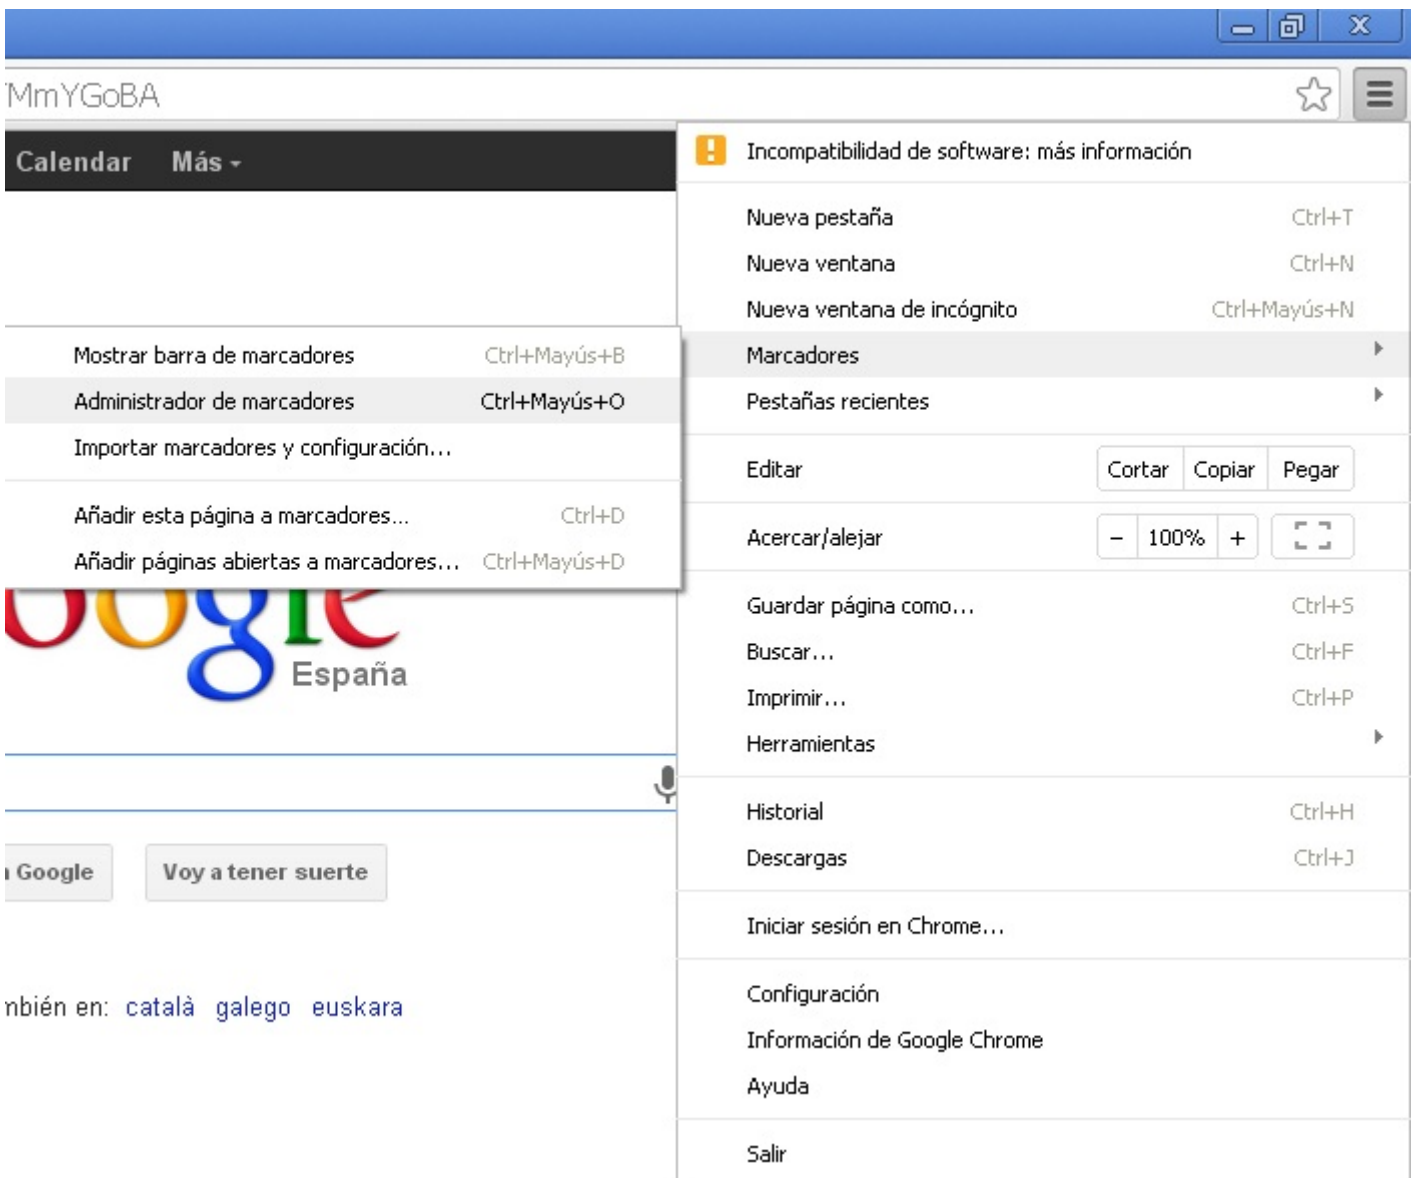 MmYGoBA
Calendar Más
Incompatibilidad de software: más información
Nueva pestaña Ctrl+T
Nueva ventana Ctrl+N
Nueva ventana de incógnito Ctrl+Mayús+N
Marcadores
Pestañas recientes
Mostrar barra de marcadores Ctrl+Mayús+B
Administrador de marcadores Ctrl+Mayús+O
Importar marcadores y configuración...
Añadir esta página a marcadores... Ctrl+D
Añadir páginas abiertas a marcadores... Ctrl+Mayús+D
Editar Cortar Copiar Pegar
Acercar/alejar - 100% +
Guardar página como... Ctrl+S
Buscar... Ctrl+F
Imprimir... Ctrl+P
Herramientas
Historial Ctrl+H
Descargas Ctrl+J
Iniciar sesión en Chrome...
Configuración
Información de Google Chrome
Ayuda
Salir
oogle
España
Google Voy a tener suerte
mbién en: català galego euskara